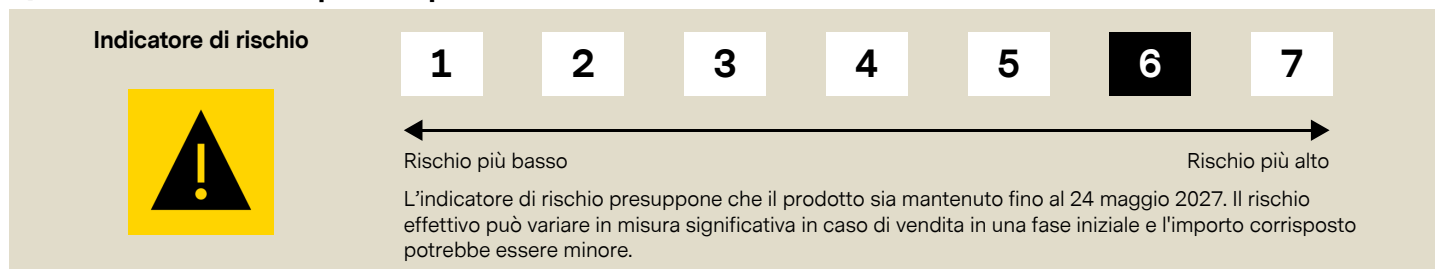 Indicatore di rischio
1 2 3 4 5 6 7
Rischio più basso Rischio più alto
L'indicatore di rischio presuppone che il prodotto sia mantenuto fino al 24 maggio 2027. Il rischio
effettivo può variare in misura significativa in caso di vendita in una fase iniziale e l'importo corrisposto
potrebbe essere minore.